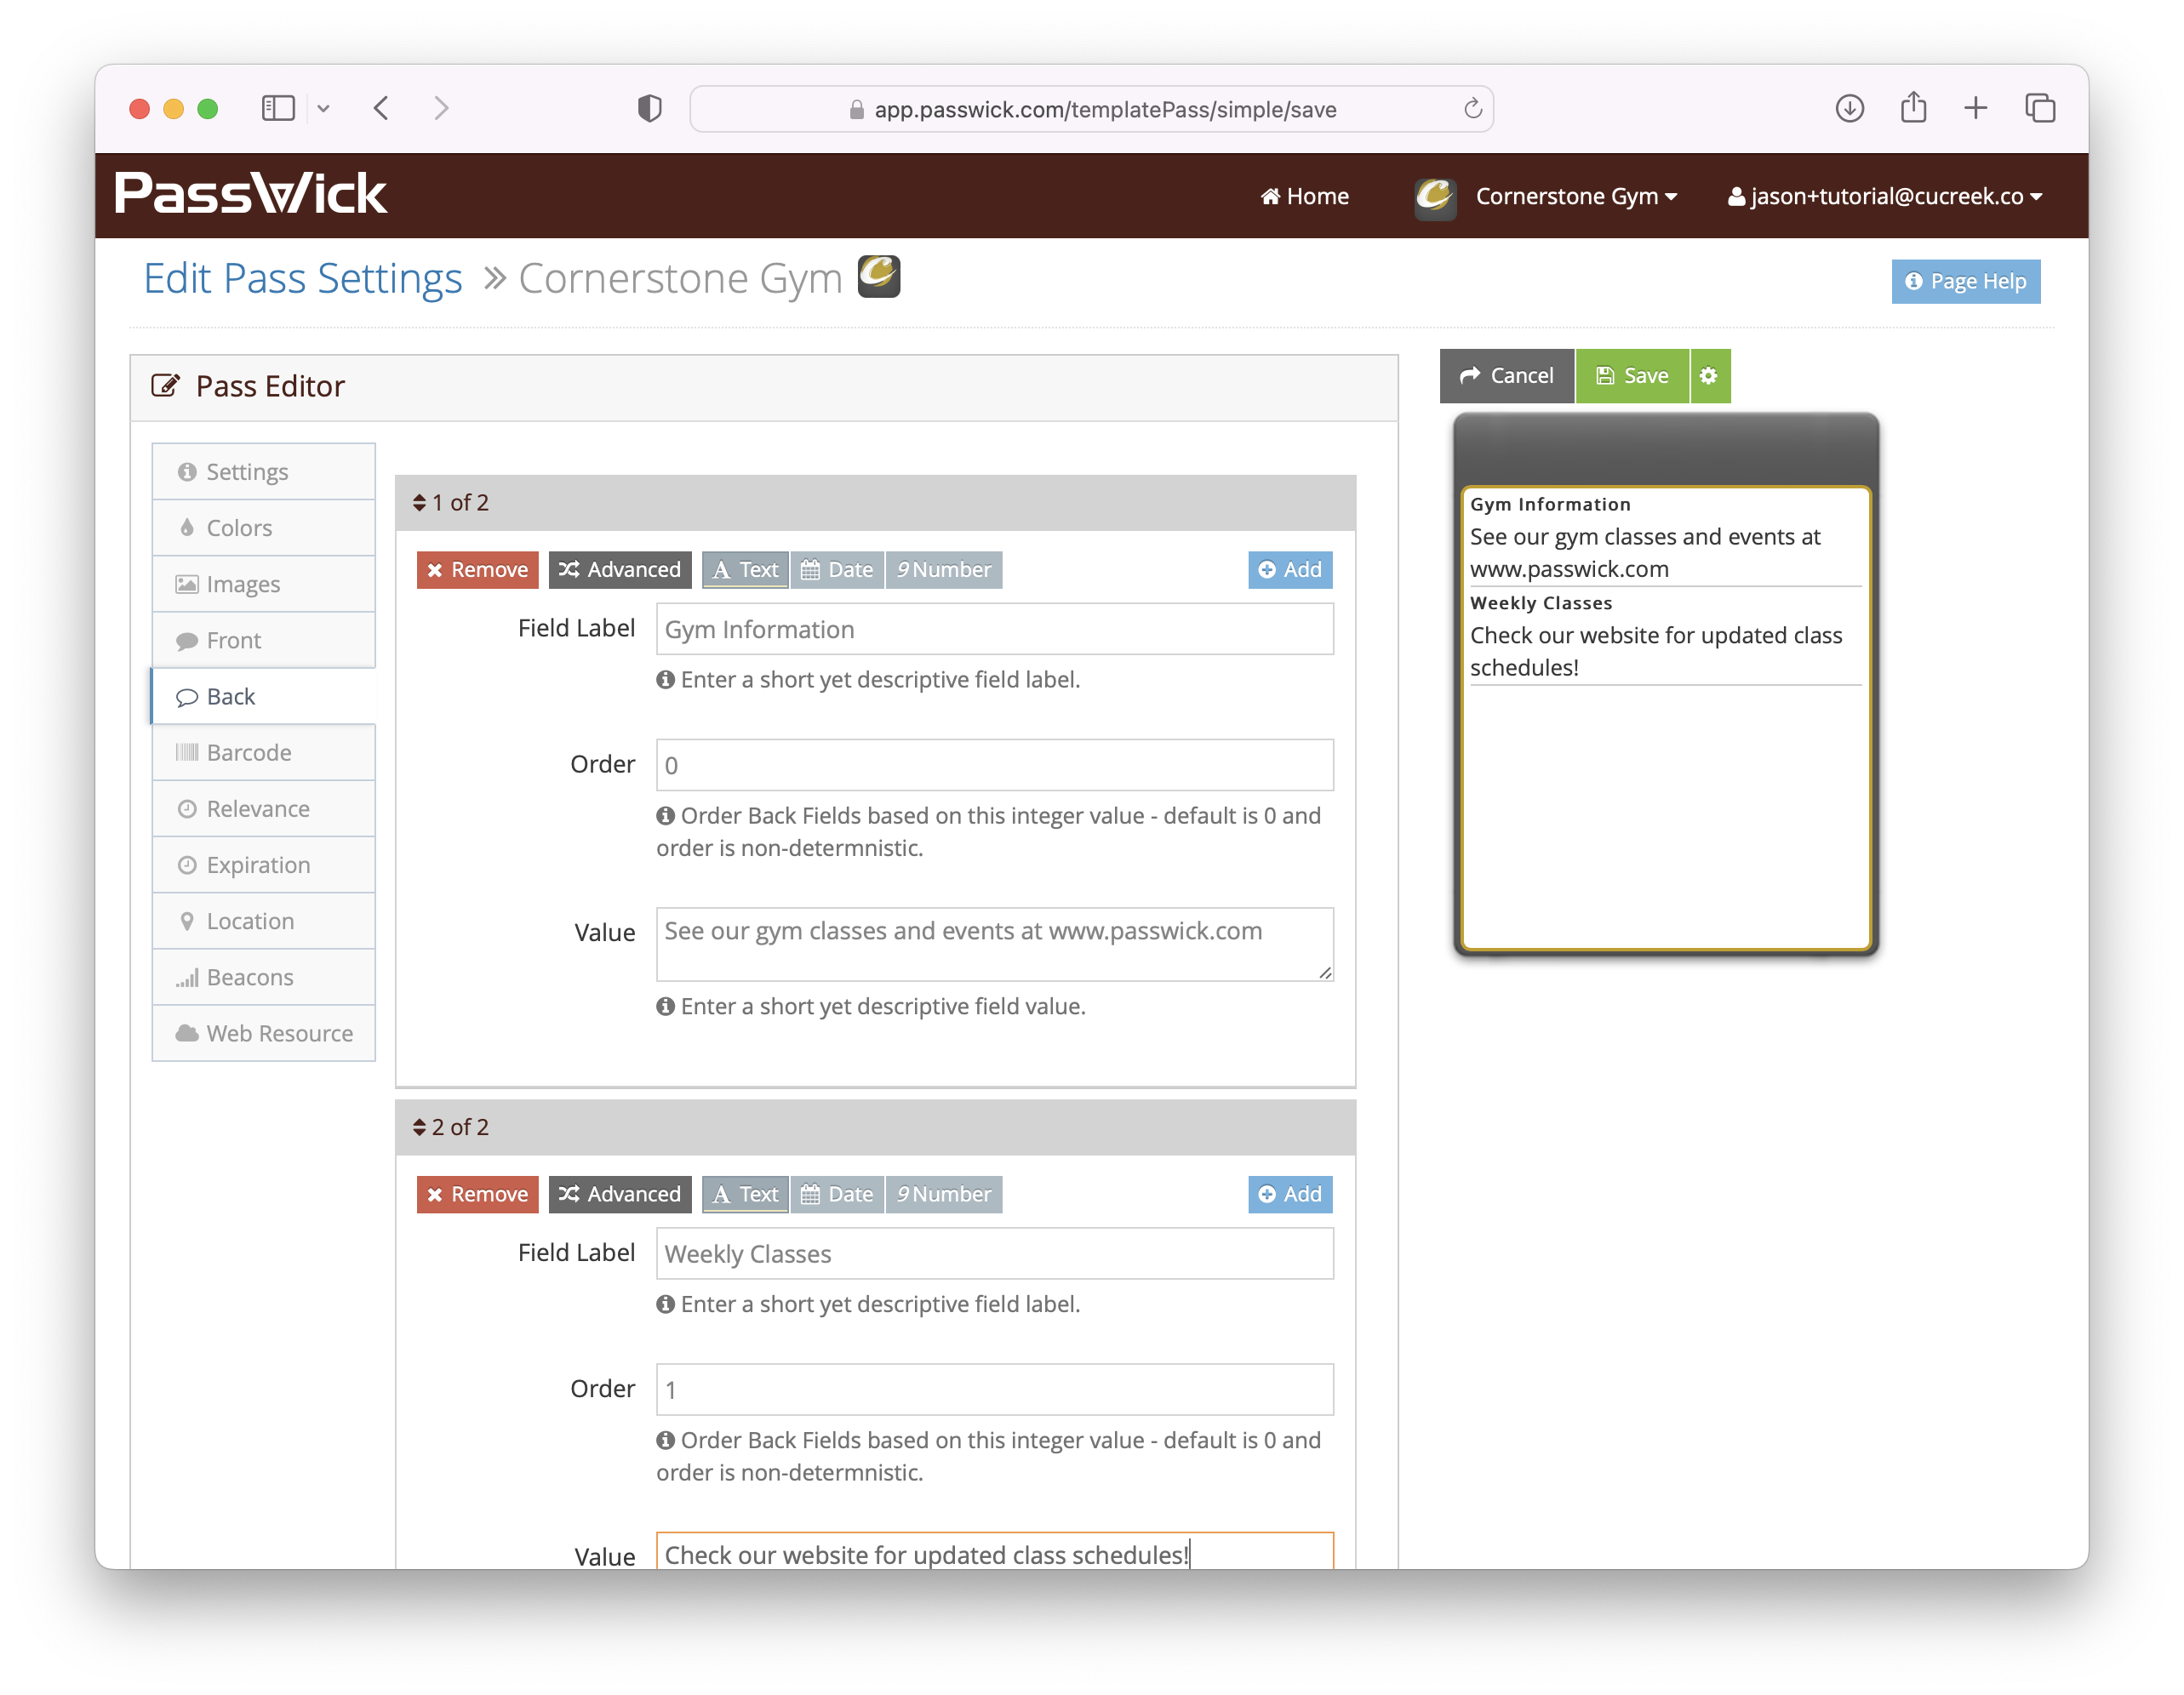 app.passwick.com/templatePass/simple/save
PassWick
Home
Cornerstone Gym
jason+tutorial@cucreek.co
Edit Pass Settings » Cornerstone Gym
Page Help
Pass Editor
Cancel
Save
Settings
Colors
Images
Front
Back
Barcode
Relevance
Expiration
Location
Beacons
Web Resource
1 of 2
Remove
Advanced
A Text
Date
9 Number
Add
Field Label
Gym Information
Enter a short yet descriptive field label.
Order
0
Order Back Fields based on this integer value - default is 0 and
order is non-determnistic.
Value
See our gym classes and events at www.passwick.com
Enter a short yet descriptive field value.
2 of 2
Remove
Advanced
A Text
Date
9 Number
Add
Field Label
Weekly Classes
Enter a short yet descriptive field label.
Order
1
Order Back Fields based on this integer value - default is 0 and
order is non-determnistic.
Value
Check our website for updated class schedules!
Gym Information
See our gym classes and events at
www.passwick.com
Weekly Classes
Check our website for updated class
schedules!